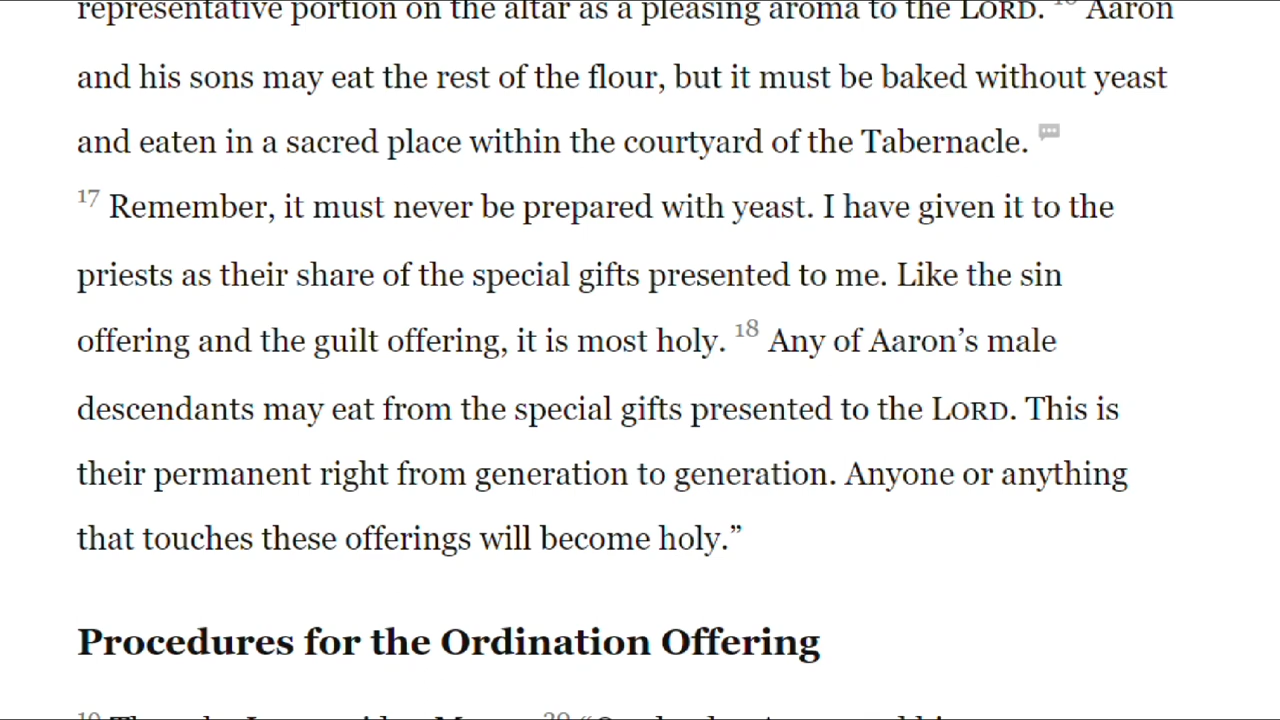 representative portion on the altar as a pleasing aroma to the LORD. 16 Aaron
and his sons may eat the rest of the flour, but it must be baked without yeast
and eaten in a sacred place within the courtyard of the Tabernacle.
17 Remember, it must never be prepared with yeast. I have given it to the
priests as their share of the special gifts presented to me. Like the sin
offering and the guilt offering, it is most holy. 18 Any of Aaron’s male
descendants may eat from the special gifts presented to the LORD. This is
their permanent right from generation to generation. Anyone or anything
that touches these offerings will become holy.”
Procedures for the Ordination Offering